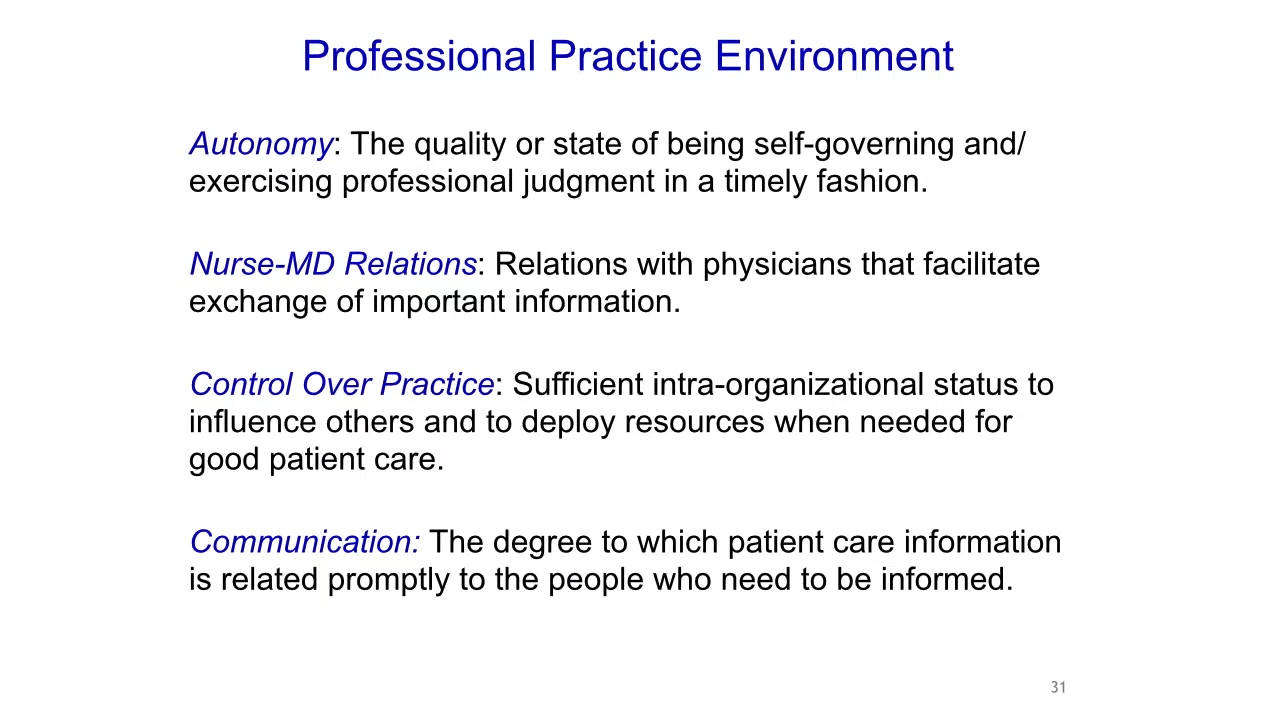 Professional Practice Environment
Autonomy: The quality or state of being self-governing and/
exercising professional judgment in a timely fashion.
Nurse-MD Relations: Relations with physicians that facilitate
exchange of important information.
Control Over Practice: Sufficient intra-organizational status to
influence others and to deploy resources when needed for
good patient care.
Communication: The degree to which patient care information
is related promptly to the people who need to be informed.
31